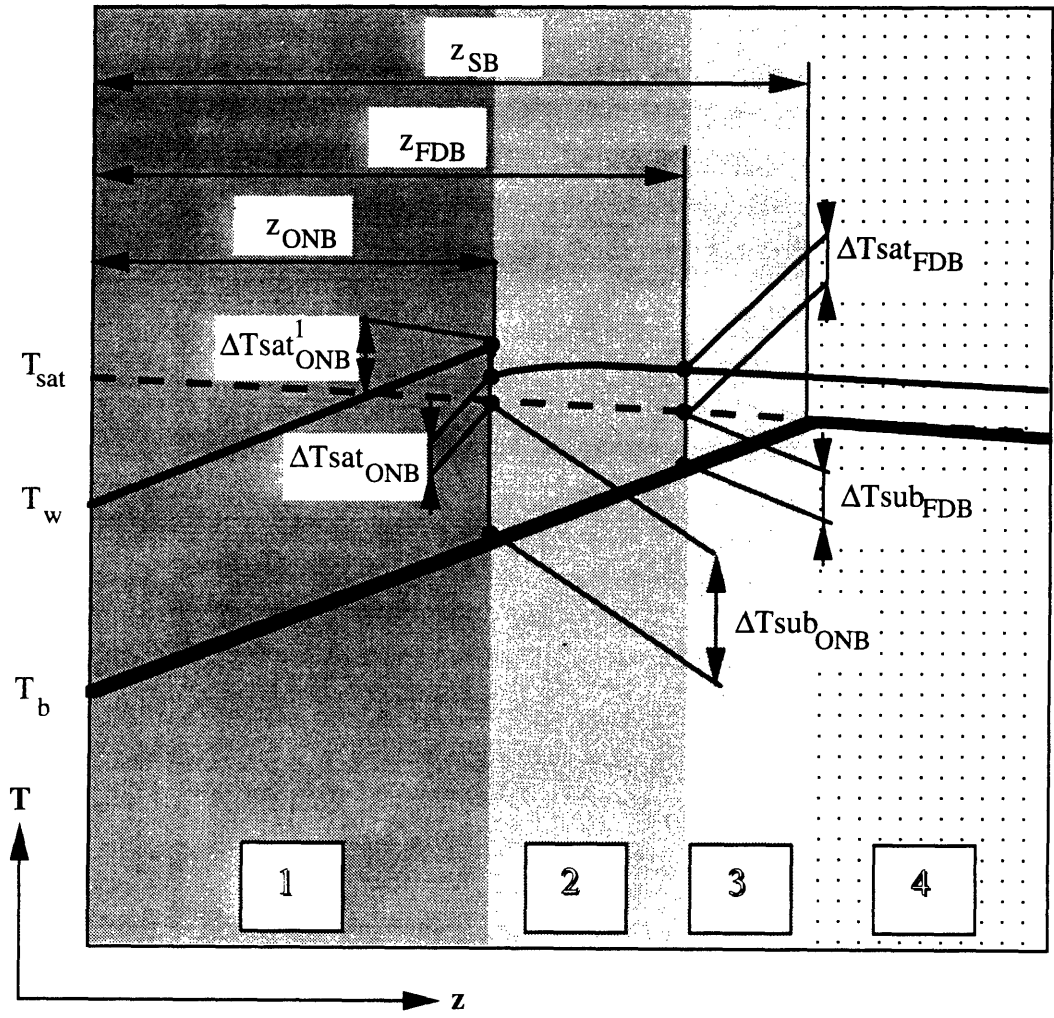 z_SB
z_FDB
z_ONB
ΔTsat_FDB
ΔTsat¹_ONB
T_sat
ΔTsat_ONB
T_w
ΔTsub_FDB
ΔTsub_ONB
T_b
T
1 2 3 4
z